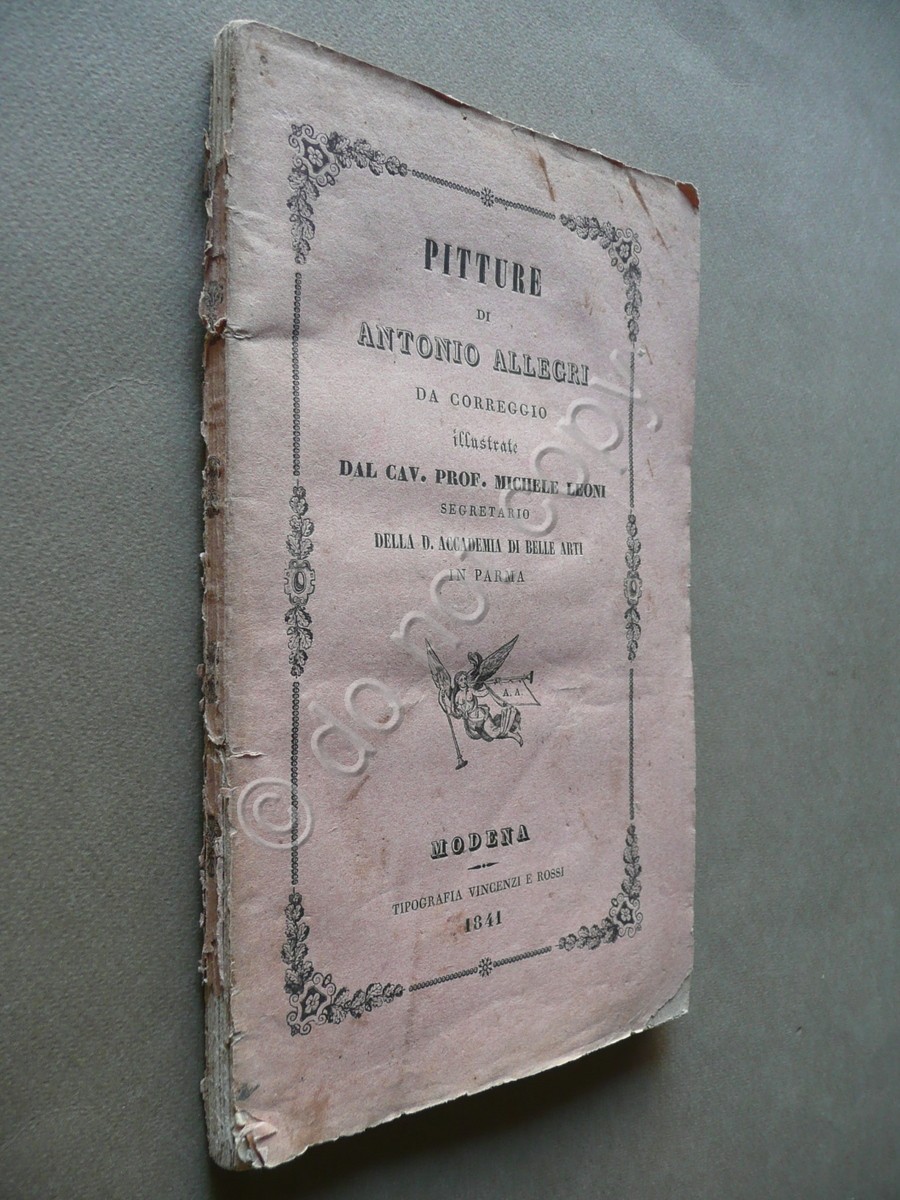 PITTURE
DI
ANTONIO ALLEGRI
DA CORREGGIO
illustrate
DAL CAV. PROF. MICHELE LEONI
SEGRETARIO
DELLA D. ACCADEMIA DI BELLE ARTI
IN PARMA
A. A.
MODENA
TIPOGRAFIA VINCENZI E ROSSI
1841
© do not copy